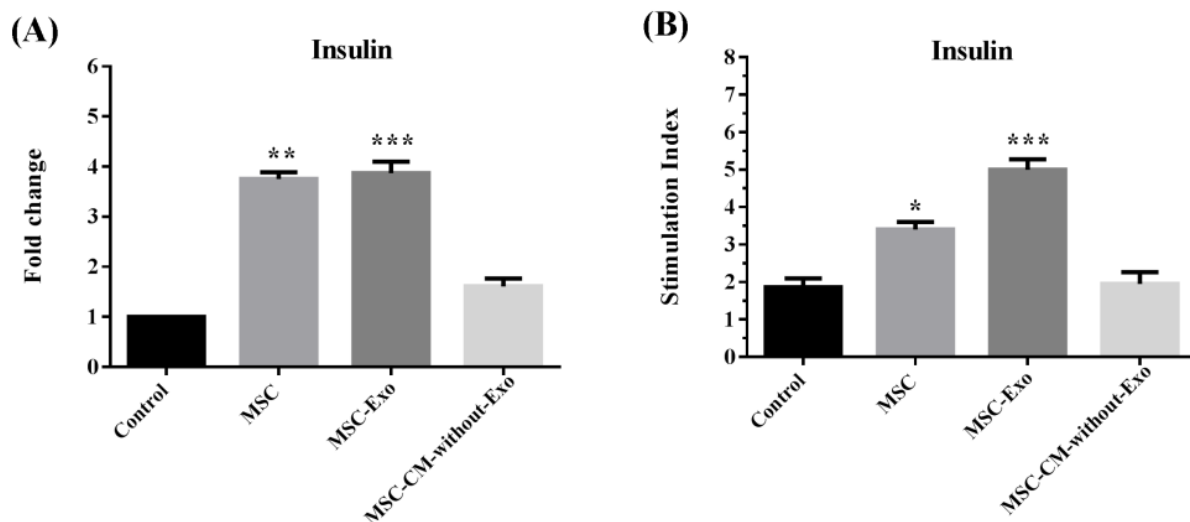 (A)
Insulin
Fold change
6
5
4
3
2
1
0
**
***
Control
MSC
MSC-Exo
MSC-CM-without-Exo
(B)
Insulin
Stimulation Index
8
7
6
5
4
3
2
1
0
*
***
Control
MSC
MSC-Exo
MSC-CM-without-Exo